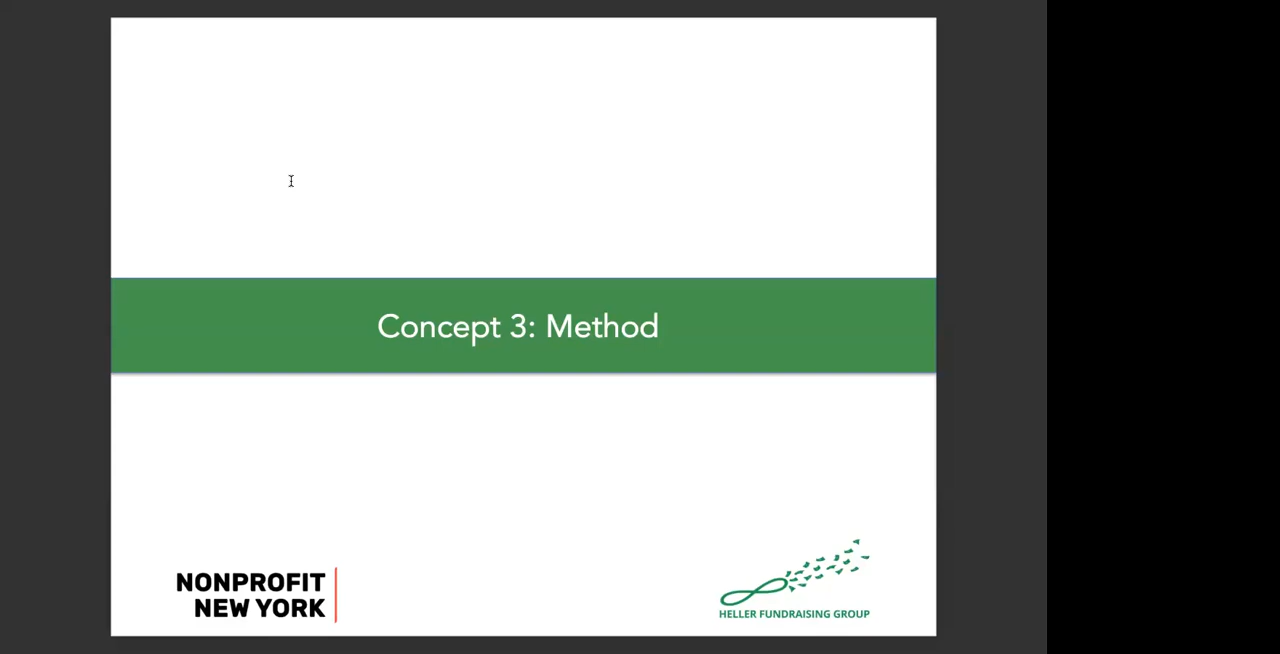 Concept 3: Method
NONPROFIT
NEW YORK
HELLER FUNDRAISING GROUP